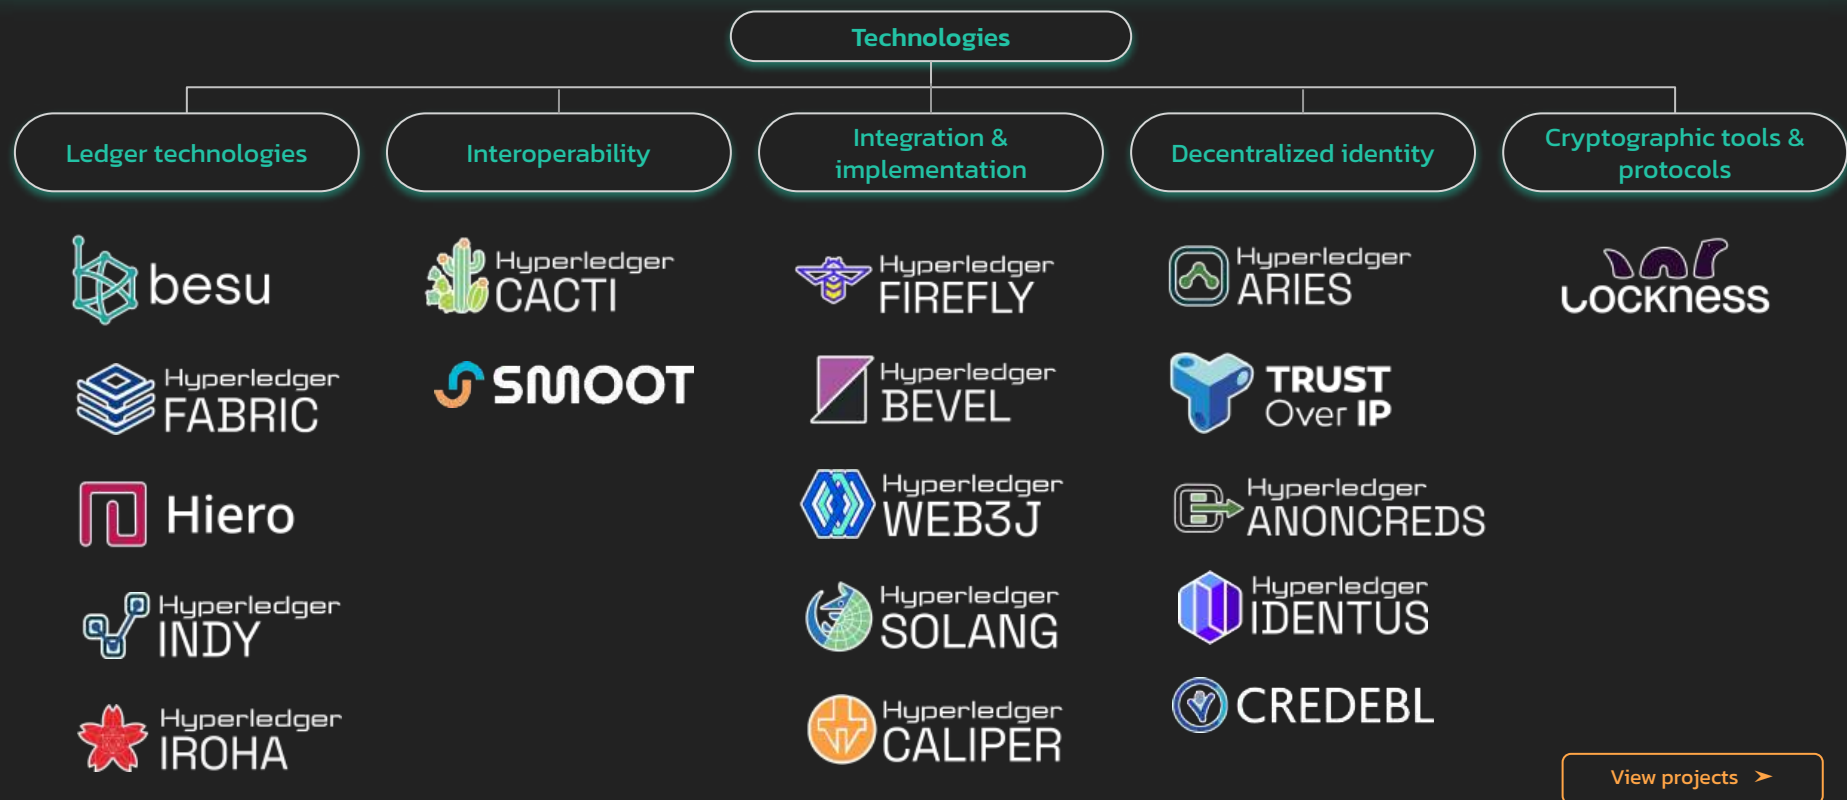 Technologies
Ledger technologies
Interoperability
Integration &
implementation
Decentralized identity
Cryptographic tools &
protocols
besu
Hyperledger
FABRIC
Hiero
Hyperledger
INDY
Hyperledger
IROHA
Hyperledger
CACTI
SMOOT
Hyperledger
FIREFLY
Hyperledger
BEVEL
Hyperledger
WEB3J
Hyperledger
SOLANG
Hyperledger
CALIPER
Hyperledger
ARIES
TRUST
Over IP
Hyperledger
ANONCREDS
Hyperledger
IDENTUS
CREDEBL
LOCKNESS
View projects ➤